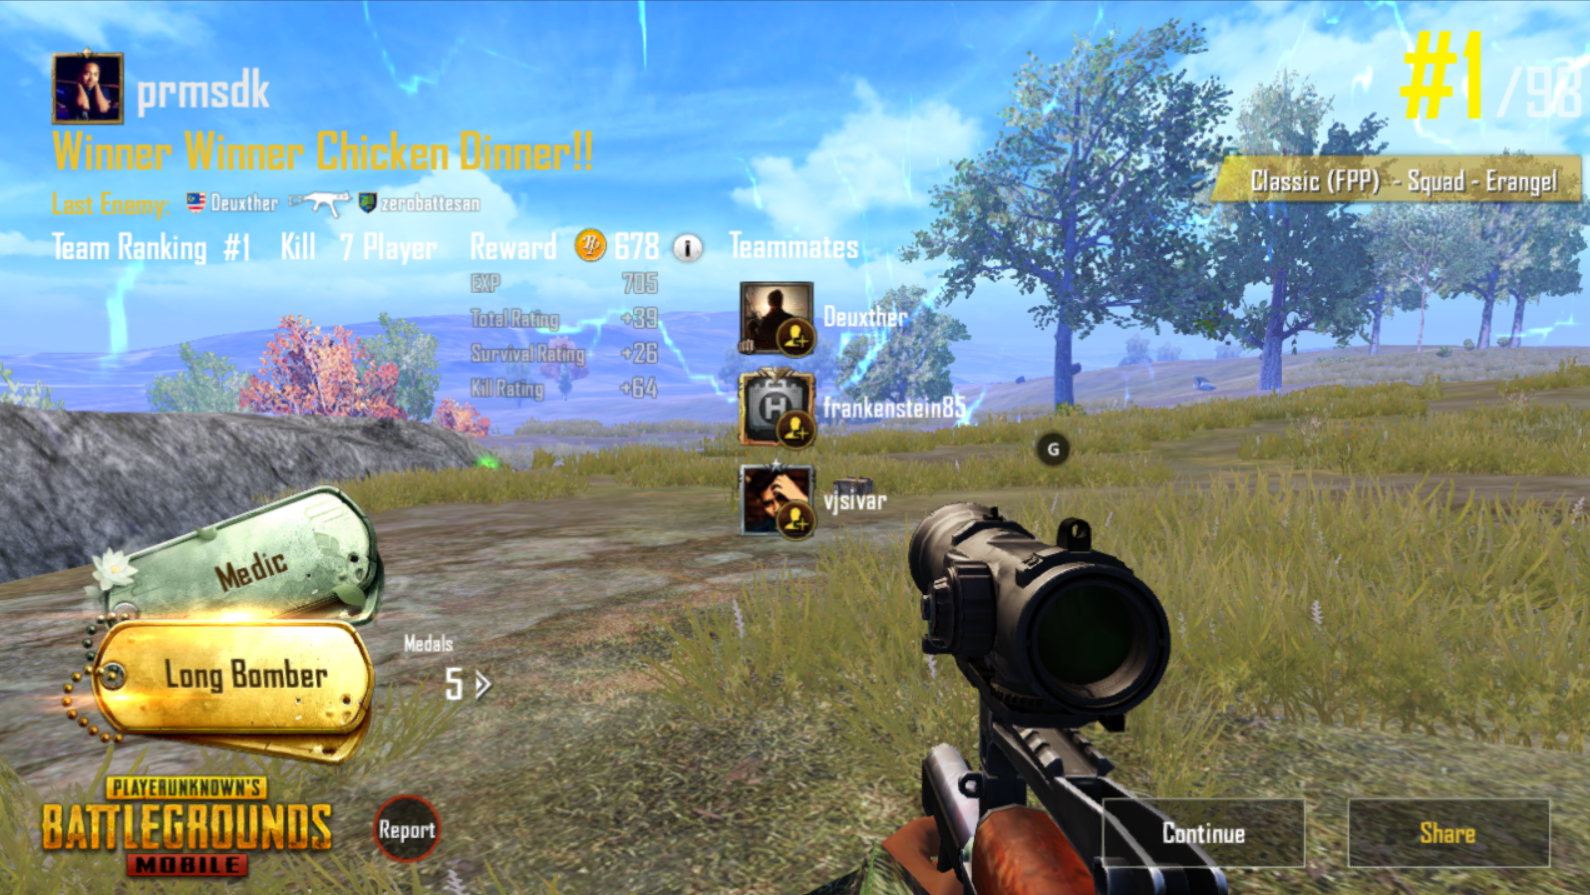 prmsdk
#1 /98
Winner Winner Chicken Dinner!!
Classic (FPP) - Squad - Erangel
Last Enemy: Deuxther zerobattesan
Team Ranking #1 Kill 7 Player Reward 678 i Teammates
EXP 705
Total Rating +39
Survival Rating +26
Kill Rating +64
Deuxther
frankenstein85
vjsivar
G
Medic
Long Bomber
Medals
5
PLAYERUNKNOWN'S
BATTLEGROUNDS
MOBILE
Report
Continue
Share